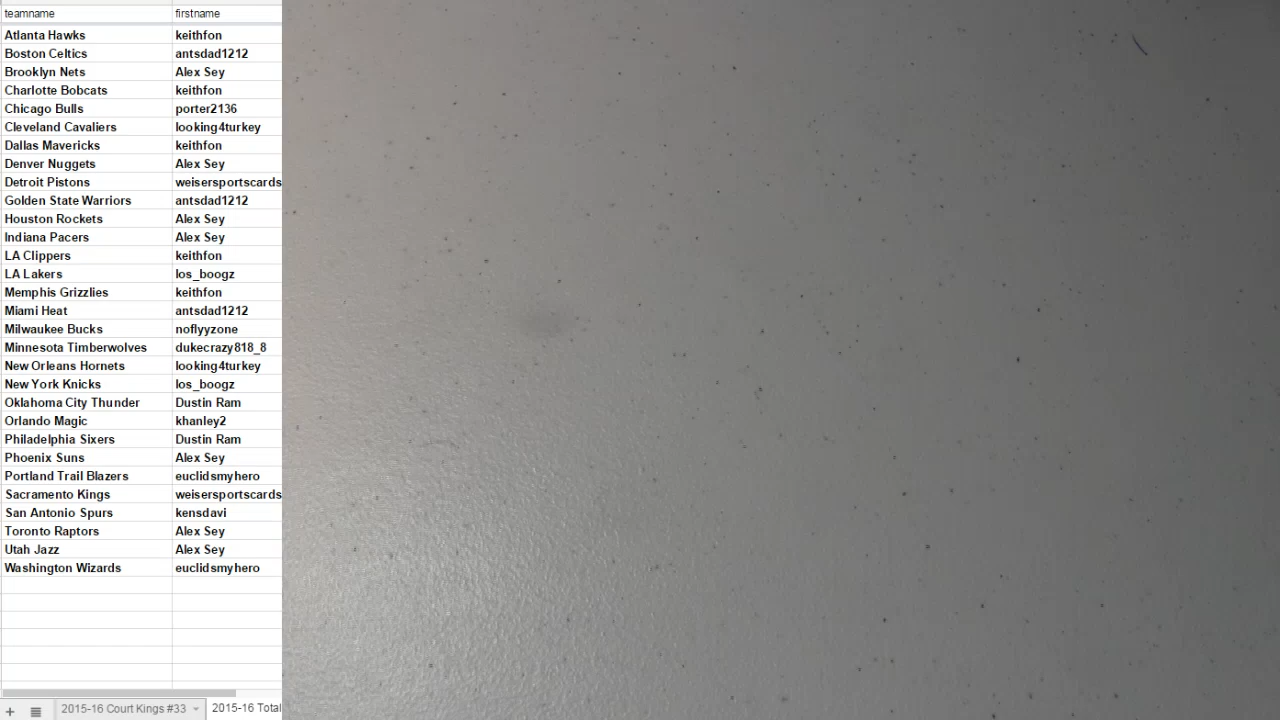 teamname firstname
Atlanta Hawks keithfon
Boston Celtics antsdad1212
Brooklyn Nets Alex Sey
Charlotte Bobcats keithfon
Chicago Bulls porter2136
Cleveland Cavaliers looking4turkey
Dallas Mavericks keithfon
Denver Nuggets Alex Sey
Detroit Pistons weisersportscards
Golden State Warriors antsdad1212
Houston Rockets Alex Sey
Indiana Pacers Alex Sey
LA Clippers keithfon
LA Lakers los_boogz
Memphis Grizzlies keithfon
Miami Heat antsdad1212
Milwaukee Bucks noflyyzone
Minnesota Timberwolves dukecrazy818_8
New Orleans Hornets looking4turkey
New York Knicks los_boogz
Oklahoma City Thunder Dustin Ram
Orlando Magic khanley2
Philadelphia Sixers Dustin Ram
Phoenix Suns Alex Sey
Portland Trail Blazers euclidsmyhero
Sacramento Kings weisersportscards
San Antonio Spurs kensdavi
Toronto Raptors Alex Sey
Utah Jazz Alex Sey
Washington Wizards euclidsmyhero
2015-16 Court Kings #33 2015-16 Total